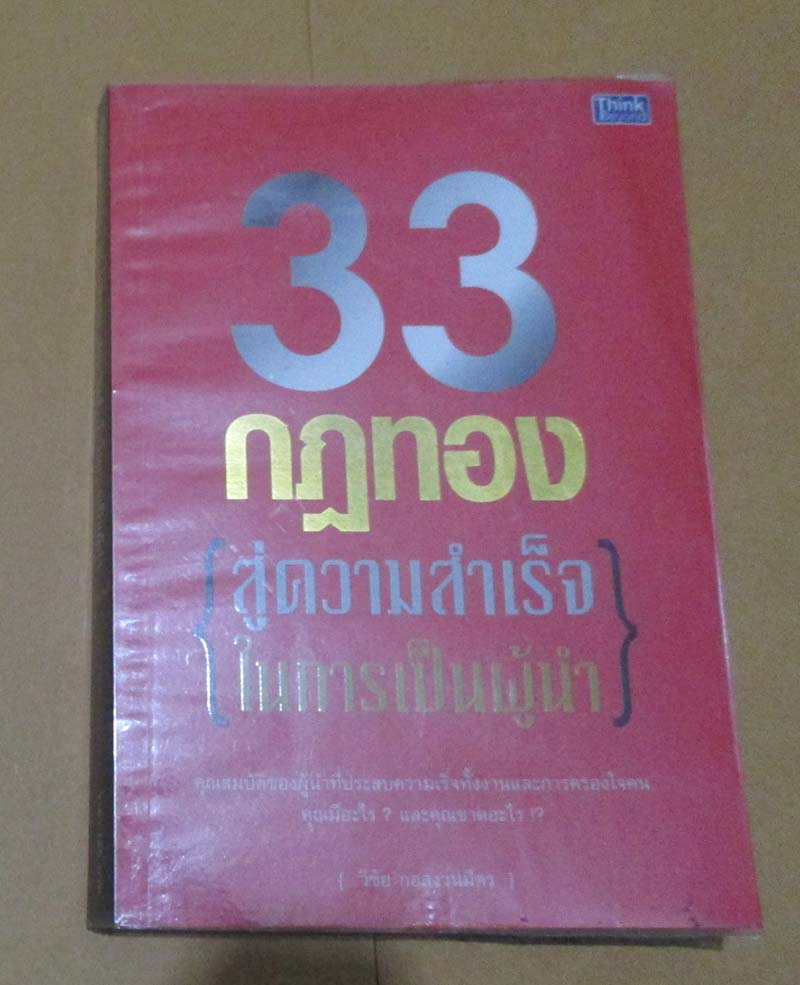 Think
Beyond
33
กฎทอง
{สู่ความสำเร็จ
ในการเป็นผู้นำ}
คุณสมบัติของผู้นำที่ประสบความเร็จทั้งงานและการครองใจคน
คุณมีอะไร ? และคุณขาดอะไร !?
{ วิชัย กอสงวนมิตร }